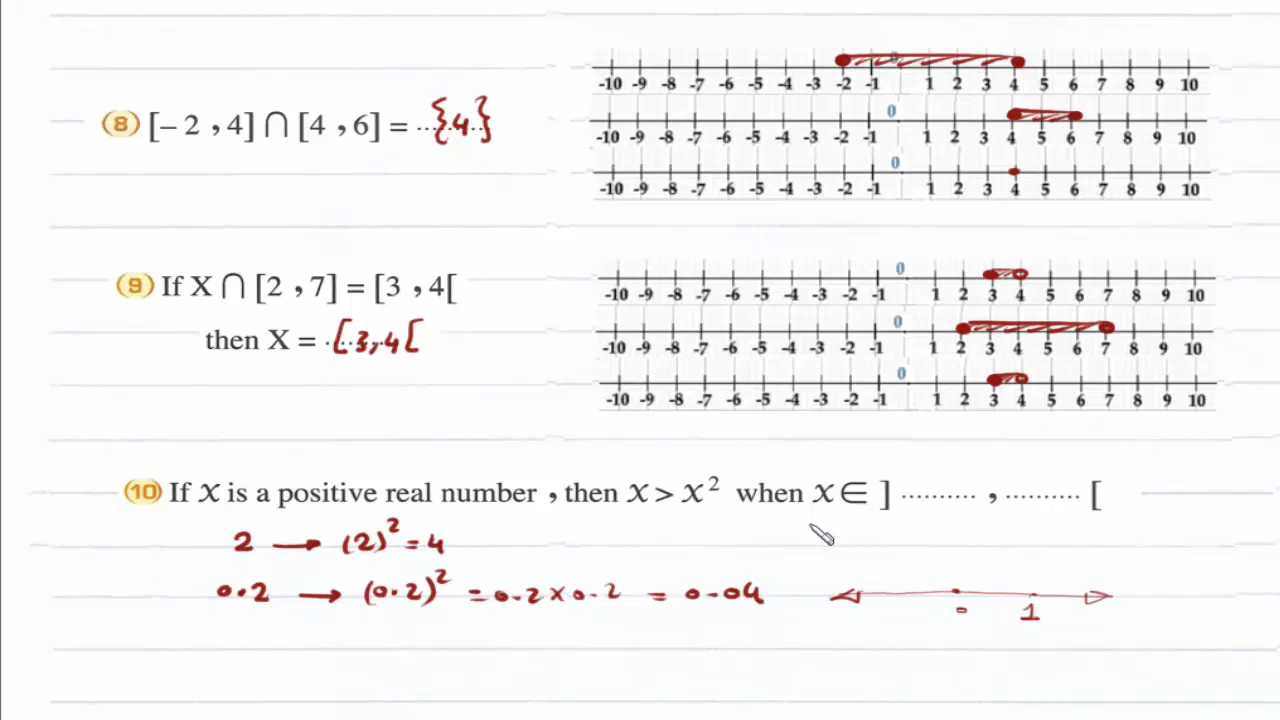 0
-10 -9 -8 -7 -6 -5 -4 -3 -2 -1 1 2 3 4 5 6 7 8 9 10
(8) [– 2 , 4] ∩ [4 , 6] = ...{4}...
0
-10 -9 -8 -7 -6 -5 -4 -3 -2 -1 1 2 3 4 5 6 7 8 9 10
0
-10 -9 -8 -7 -6 -5 -4 -3 -2 -1 1 2 3 4 5 6 7 8 9 10
(9) If X ∩ [2 , 7] = [3 , 4[
0
-10 -9 -8 -7 -6 -5 -4 -3 -2 -1 1 2 3 4 5 6 7 8 9 10
then X = [3,4[
0
-10 -9 -8 -7 -6 -5 -4 -3 -2 -1 1 2 3 4 5 6 7 8 9 10
0
-10 -9 -8 -7 -6 -5 -4 -3 -2 -1 1 2 3 4 5 6 7 8 9 10
(10) If x is a positive real number , then x > x² when x ∈ ] .......... , .......... [
2 → (2)² = 4
0.2 → (0.2)² = 0.2 × 0.2 = 0.04
0 1